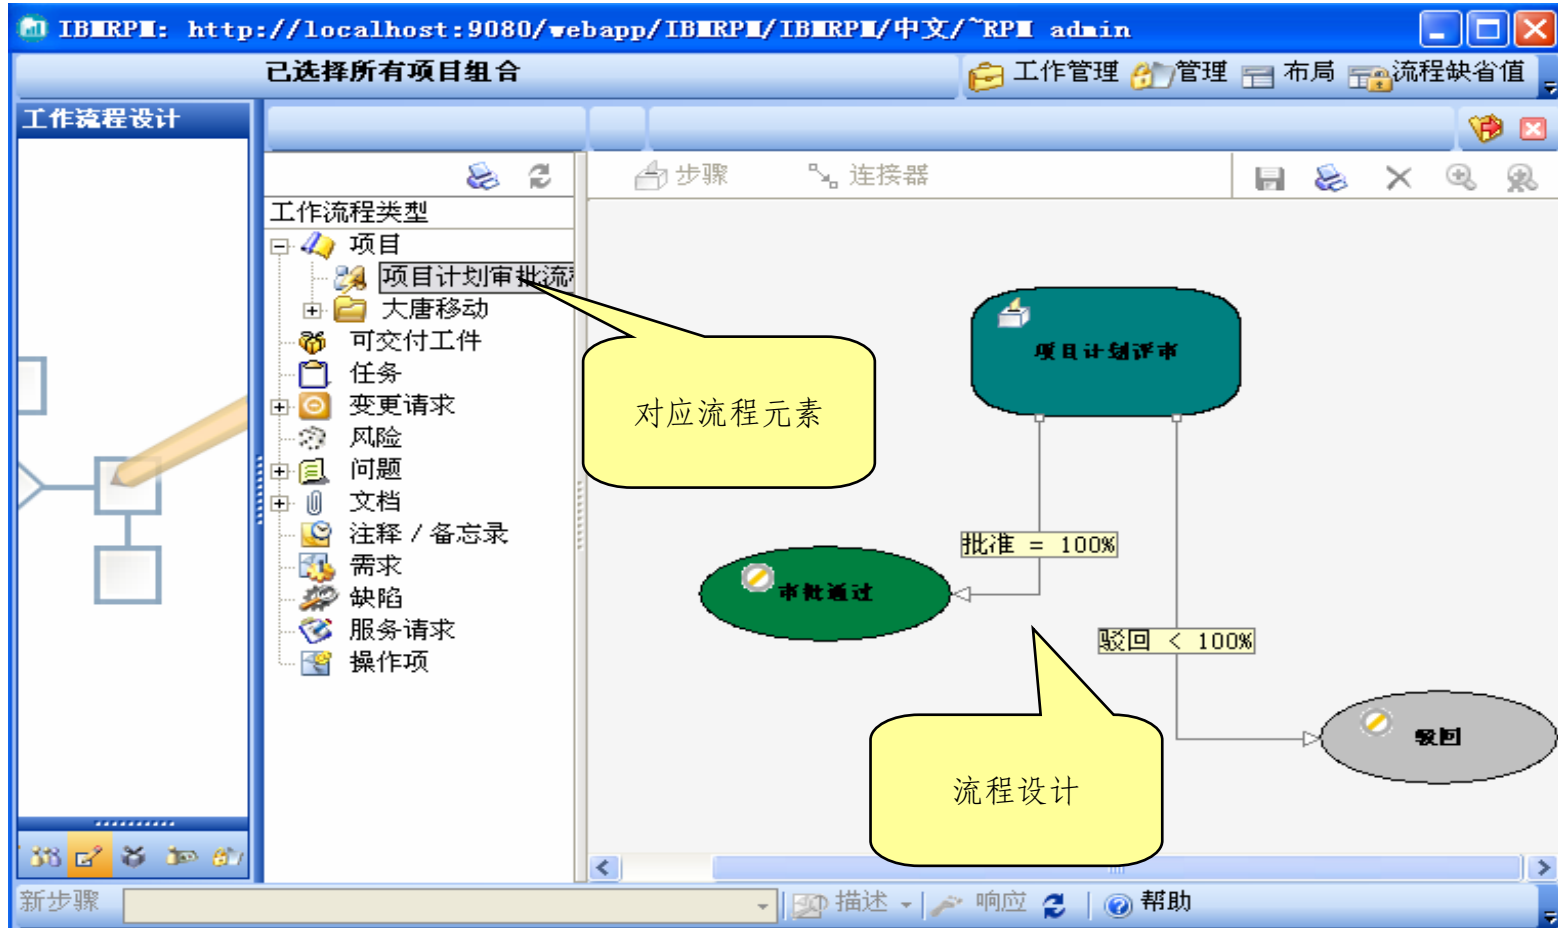 IBMRPM: http://localhost:9080/webapp/IBMRPM/IBMRPM/中文/~RPM admin
已选择所有项目组合
工作管理 管理 布局 流程缺省值
工作流程设计
步骤 连接器
工作流程类型
项目
项目计划审批流程
大唐移动
可交付工件
任务
变更请求
风险
问题
文档
注释 / 备忘录
需求
缺陷
服务请求
操作项
对应流程元素
项目计划评审
批准 = 100%
审批通过
驳回 < 100%
驳回
流程设计
新步骤
描述 响应 帮助